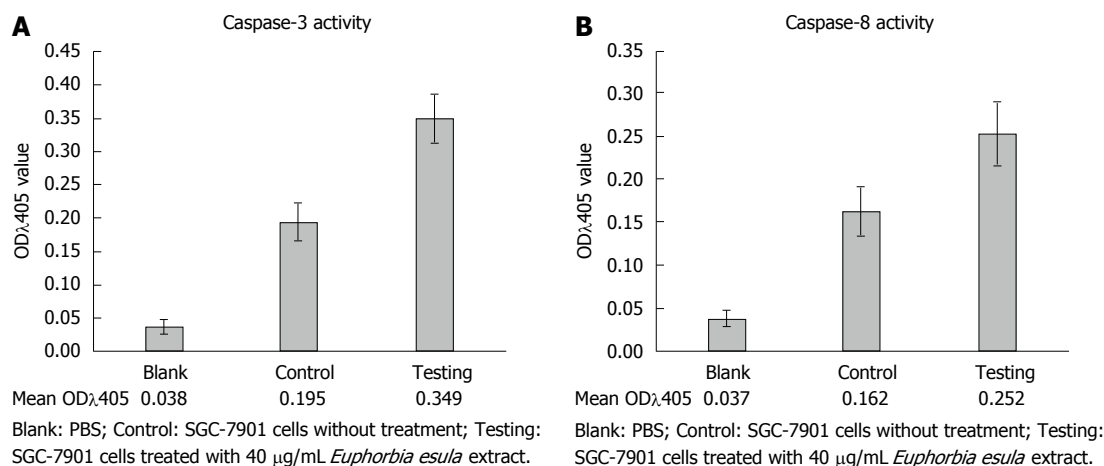 A
Caspase-3 activity
0.45
0.40
0.35
0.30
0.25
0.20
0.15
0.10
0.05
0.00
ODλ405 value
Blank Control Testing
Mean ODλ405 0.038 0.195 0.349
Blank: PBS; Control: SGC-7901 cells without treatment; Testing:
SGC-7901 cells treated with 40 μg/mL Euphorbia esula extract.
B
Caspase-8 activity
0.35
0.30
0.25
0.20
0.15
0.10
0.05
0.00
ODλ405 value
Blank Control Testing
Mean ODλ405 0.037 0.162 0.252
Blank: PBS; Control: SGC-7901 cells without treatment; Testing:
SGC-7901 cells treated with 40 μg/mL Euphorbia esula extract.